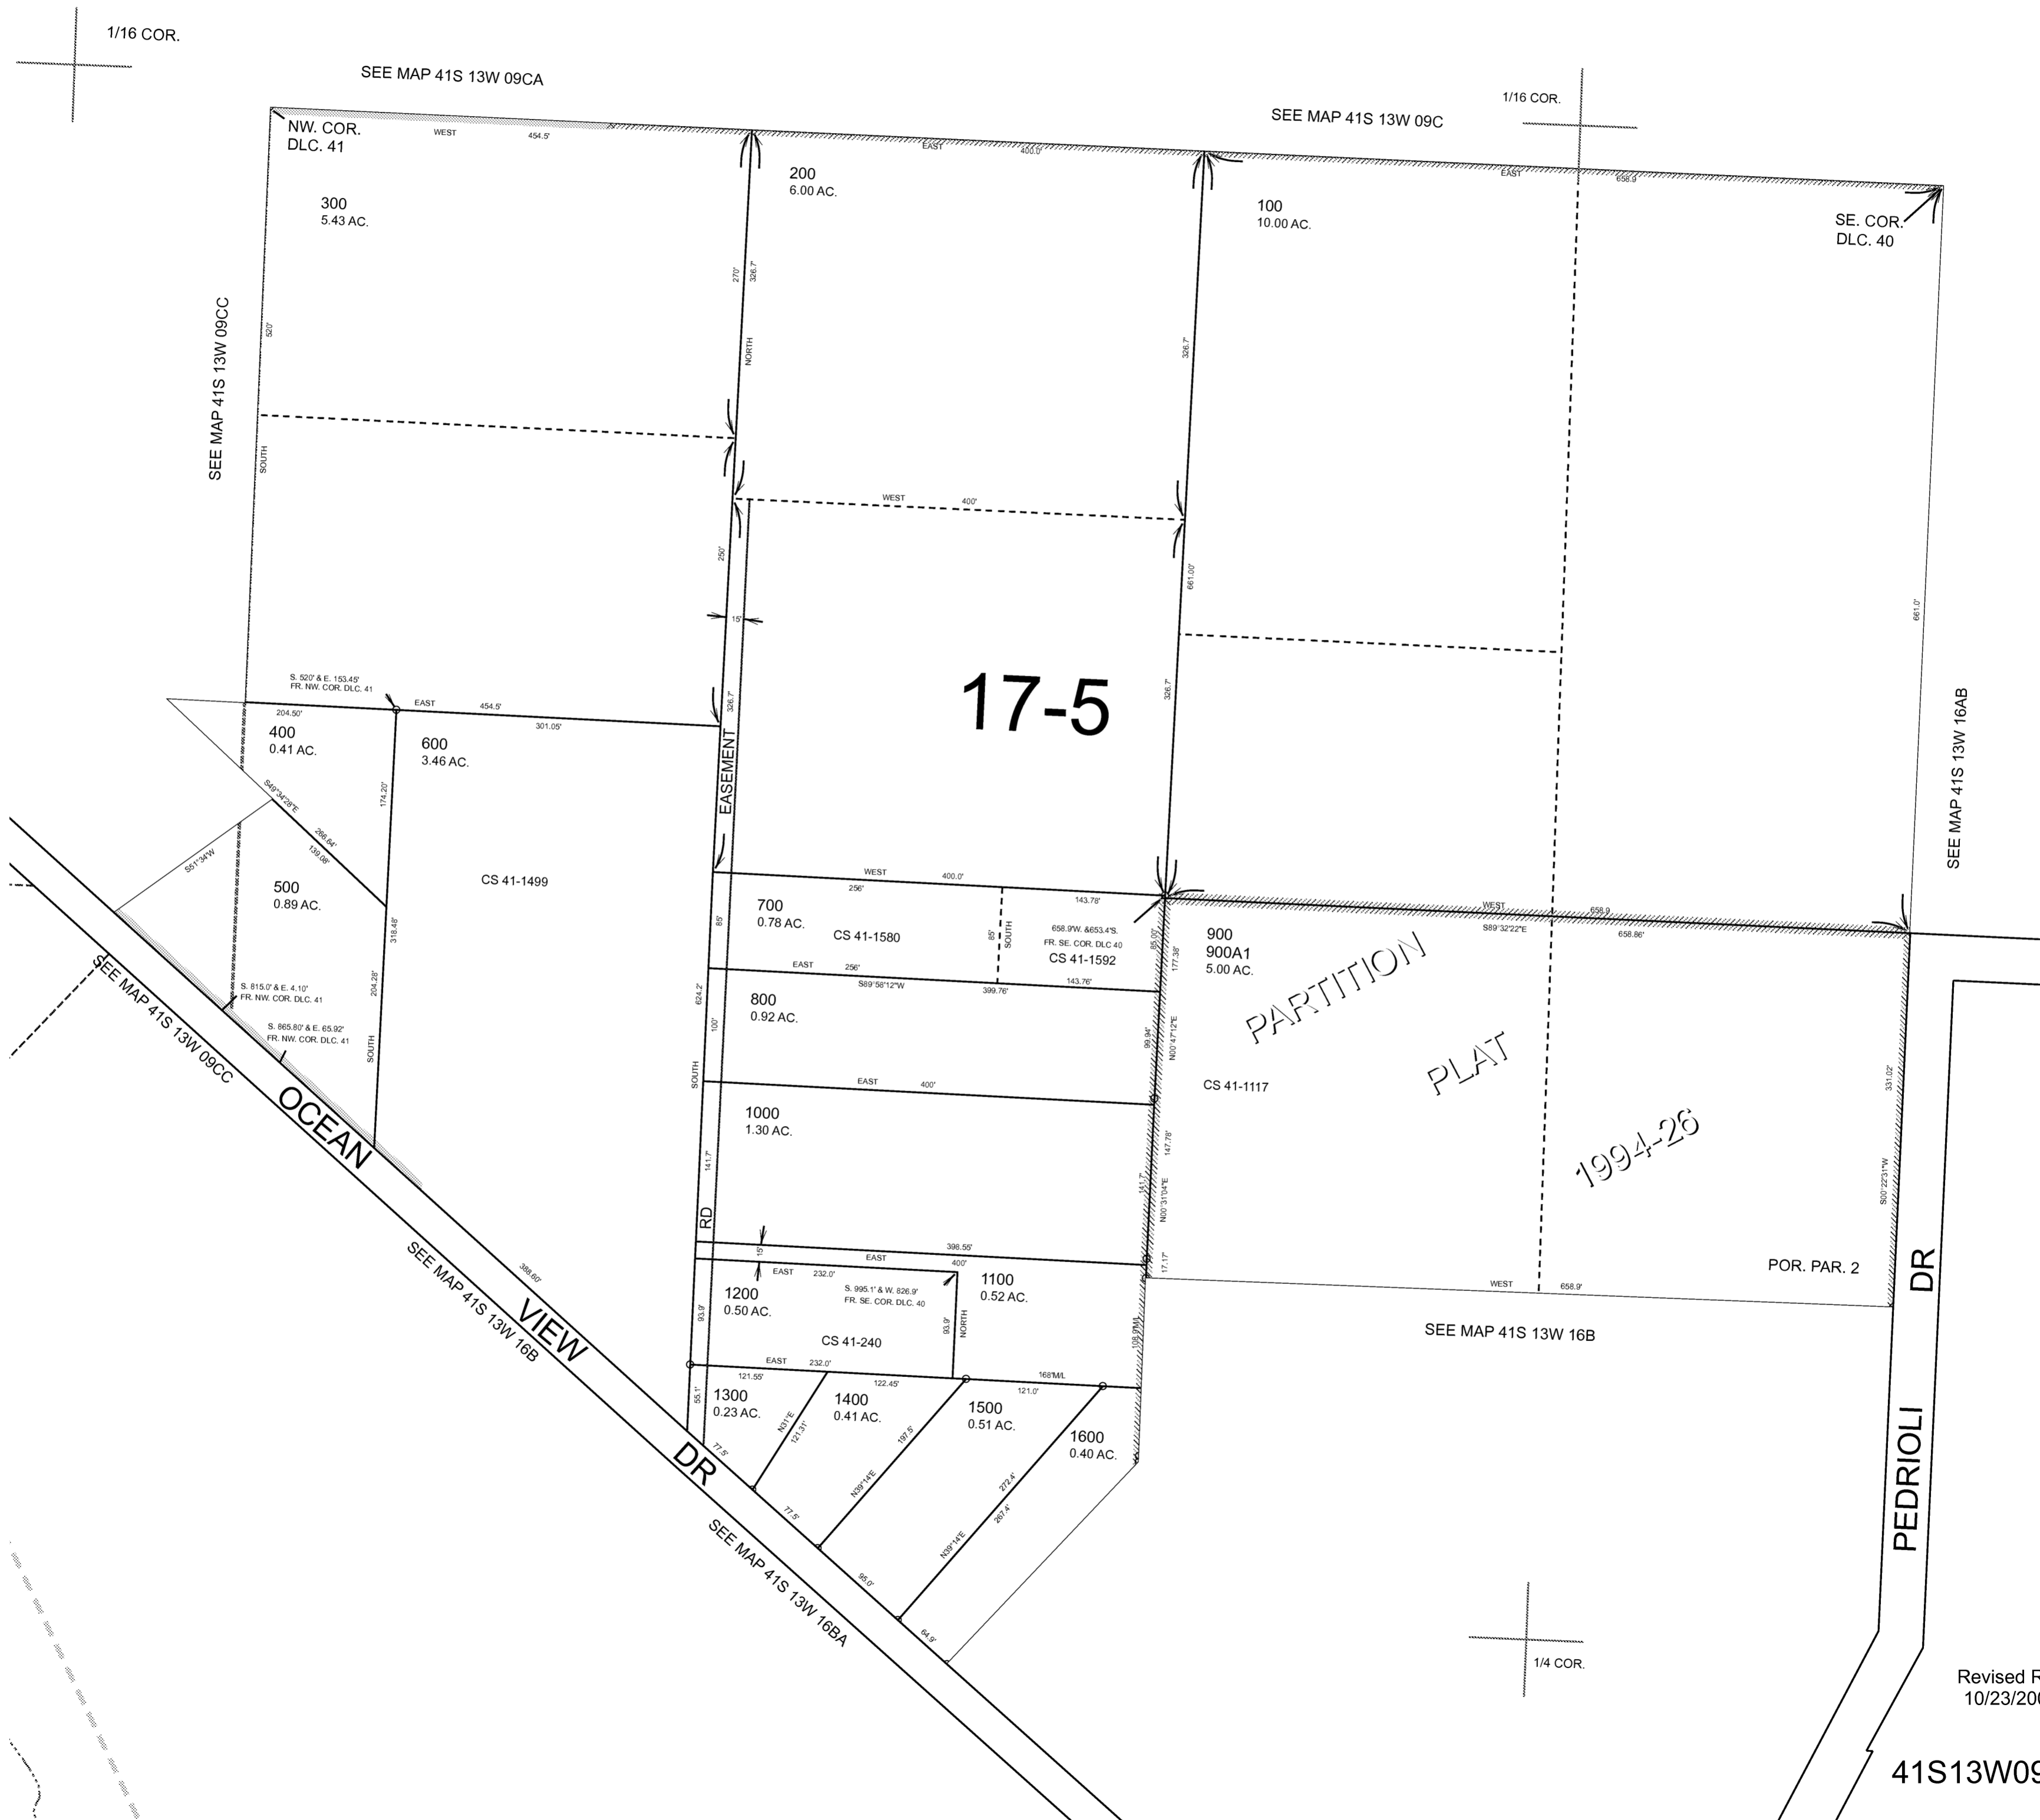 1/16 COR.
SEE MAP 41S 13W 09CA
1/16 COR.
SEE MAP 41S 13W 09C
NW. COR.
DLC. 41
WEST 454.5'
EAST 400.0'
EAST 658.9
300
5.43 AC.
200
6.00 AC.
100
10.00 AC.
SE. COR.
DLC. 40
SEE MAP 41S 13W 09CC
520'
SOUTH
270'
326.7'
NORTH
326.7'
WEST 400'
250'
15'
661.00'
661.0'
326.7'
326.7'
17-5
EASEMENT
SEE MAP 41S 13W 16AB
S. 520' & E. 153.45'
FR. NW. COR. DLC. 41
EAST 454.5'
204.50'
301.05'
400
0.41 AC.
600
3.46 AC.
174.20'
S49°34'28"E
266.64'
139.08'
S51°34'W
500
0.89 AC.
CS 41-1499
318.48'
204.28'
SOUTH
S. 815.0' & E. 4.10'
FR. NW. COR. DLC. 41
S. 865.80' & E. 65.92'
FR. NW. COR. DLC. 41
WEST 400.0'
256'
143.78'
700
0.78 AC.
CS 41-1580
85'
85'
SOUTH
658.9'W. &653.4'S.
FR. SE. COR. DLC 40
CS 41-1592
85.00'
177.38'
EAST 256'
143.76'
S89°58'12"W 399.76'
WEST 658.9
S89°32'22"E 658.86'
900
900A1
5.00 AC.
PARTITION
PLAT
1994-26
CS 41-1117
800
0.92 AC.
624.2'
100'
SOUTH
99.94'
N00°47'12"E
EAST 400'
1000
1.30 AC.
141.7'
141.7'
147.78'
N00°31'04"E
17.17'
331.02'
S00°22'31"W
RD
398.55'
EAST 400'
15'
EAST 232.0'
1200
0.50 AC.
S. 995.1' & W. 826.9'
FR. SE. COR. DLC. 40
1100
0.52 AC.
93.9'
93.9'
NORTH
CS 41-240
108.9'M/L
POR. PAR. 2
WEST 658.9'
SEE MAP 41S 13W 16B
EAST 232.0'
168'M/L
121.55'
122.45'
121.0'
55.1'
1300
0.23 AC.
1400
0.41 AC.
1500
0.51 AC.
1600
0.40 AC.
N31°E
121.31'
197.5'
N39°14'E
272.4'
267.4'
N39°14'E
77.5'
77.5'
95.0'
64.9'
388.60'
OCEAN VIEW DR
SEE MAP 41S 13W 09CC
SEE MAP 41S 13W 16B
SEE MAP 41S 13W 16BA
PEDRIOLI DR
1/4 COR.
Revised
10/23/200
41S13W09